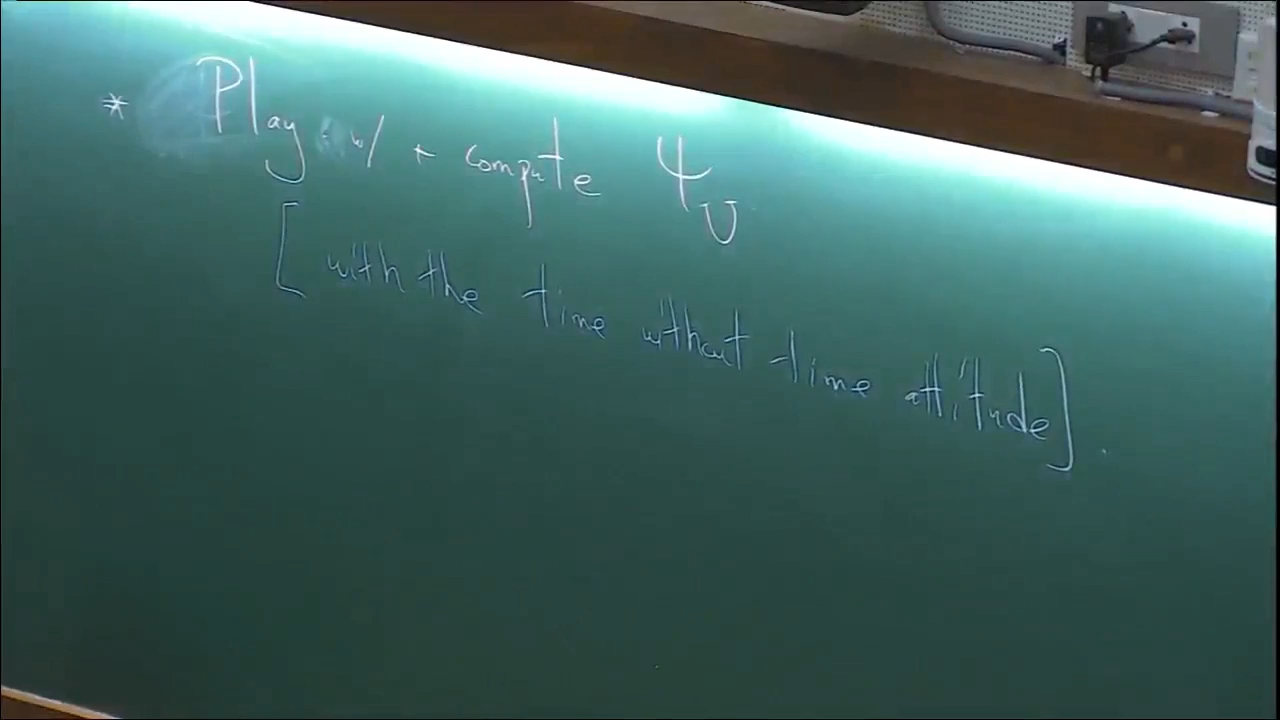 * Play w/ + compute Ψ_U
[with the time without time attitude].